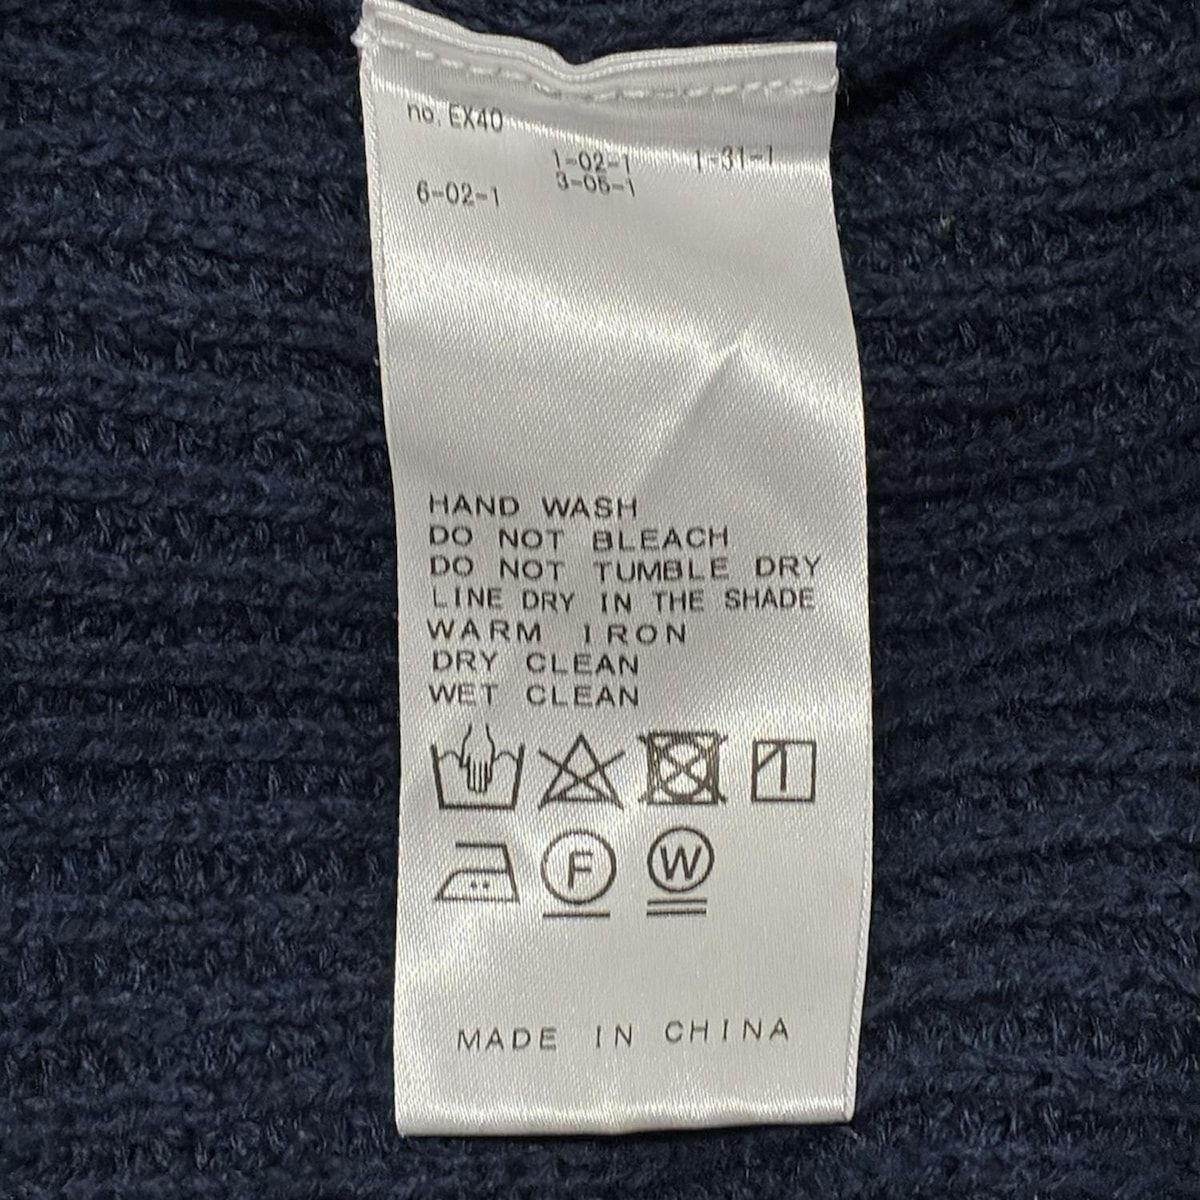 no. EX40
1-02-1 1-31-1
6-02-1 3-05-1
HAND WASH
DO NOT BLEACH
DO NOT TUMBLE DRY
LINE DRY IN THE SHADE
WARM IRON
DRY CLEAN
WET CLEAN
F W
MADE IN CHINA